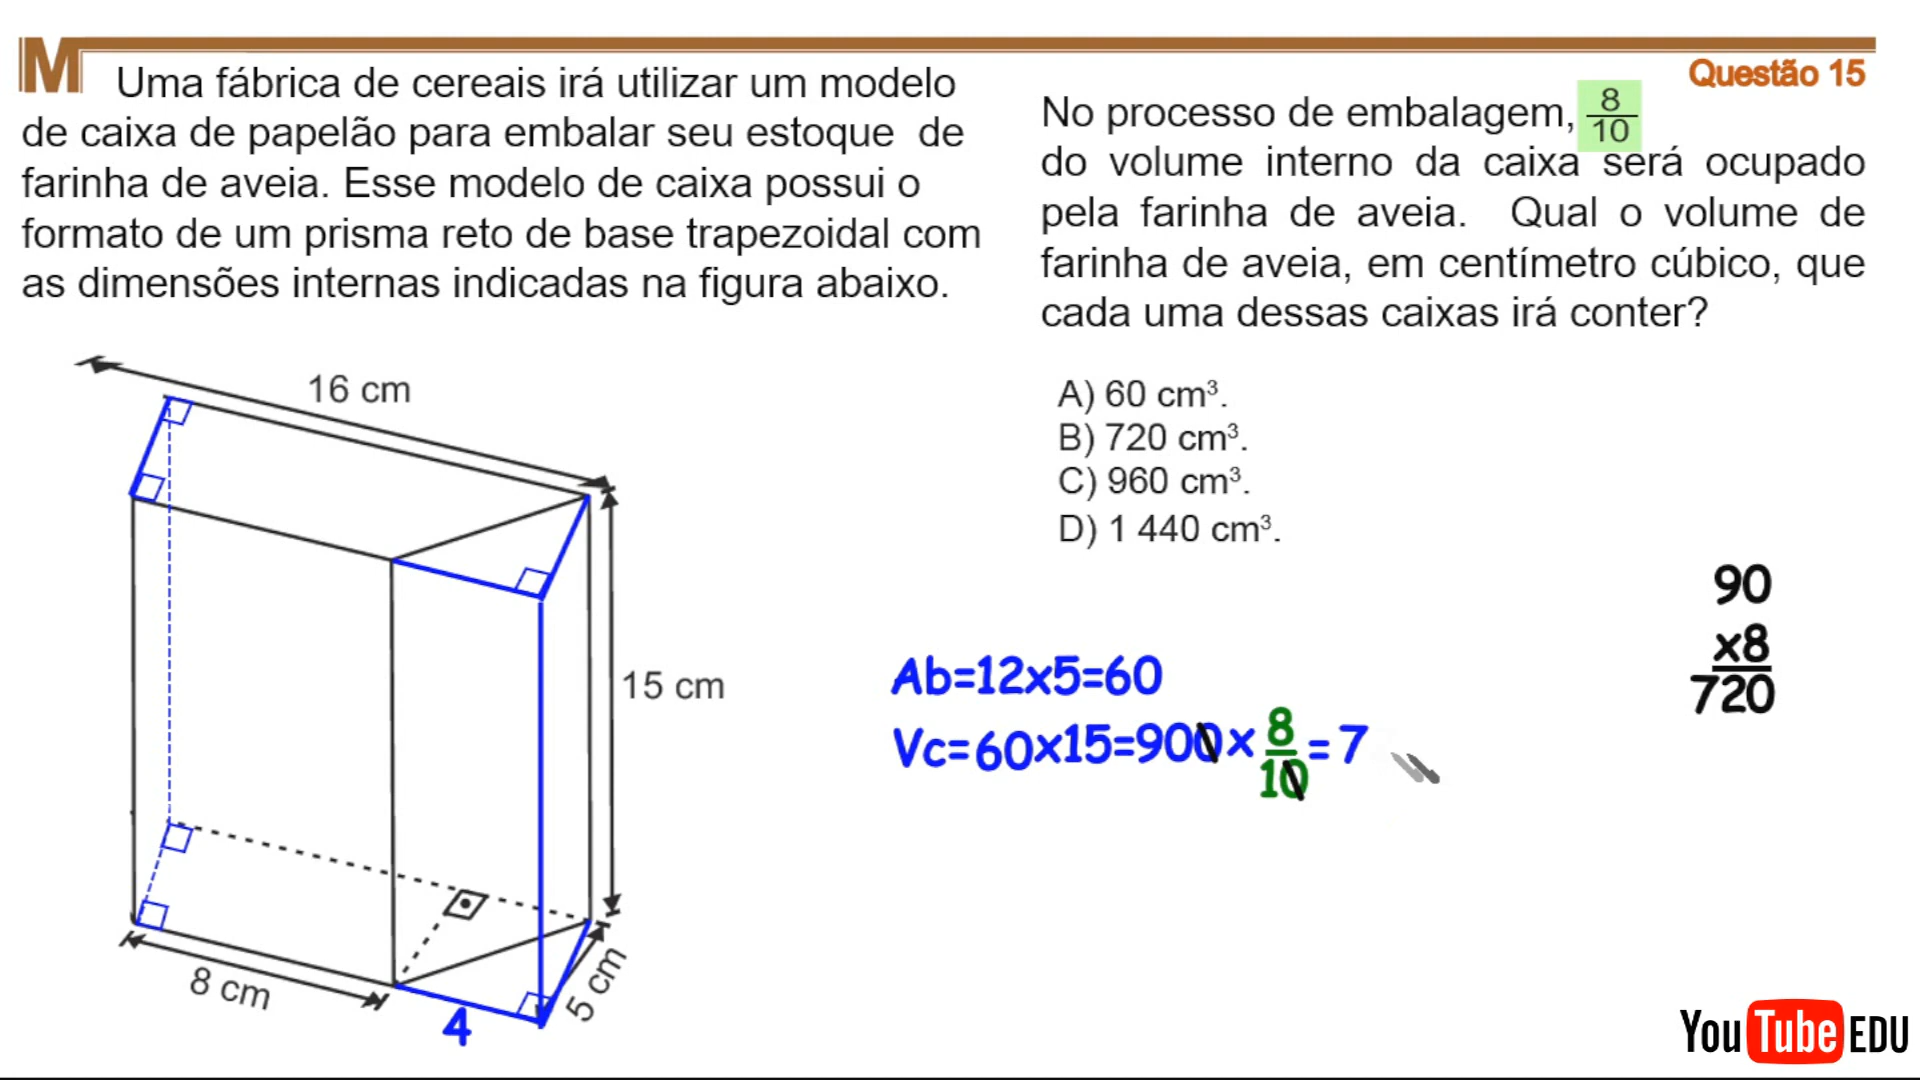 M
Questão 15
Uma fábrica de cereais irá utilizar um modelo
de caixa de papelão para embalar seu estoque de
farinha de aveia. Esse modelo de caixa possui o
formato de um prisma reto de base trapezoidal com
as dimensões internas indicadas na figura abaixo.
16 cm
15 cm
8 cm
4
5 cm
No processo de embalagem, 8/10
do volume interno da caixa será ocupado
pela farinha de aveia. Qual o volume de
farinha de aveia, em centímetro cúbico, que
cada uma dessas caixas irá conter?
A) 60 cm³.
B) 720 cm³.
C) 960 cm³.
D) 1 440 cm³.
Ab=12x5=60
Vc=60x15=900x8/10=7
90
x8
720
YouTube EDU